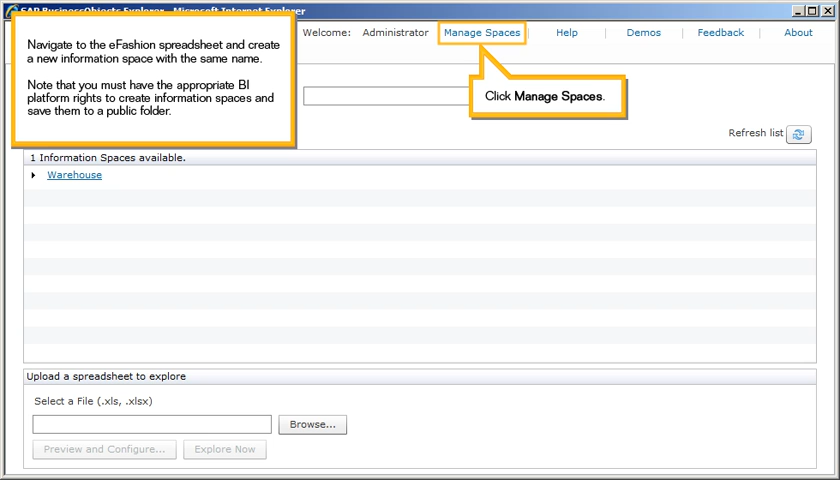 SAP BusinessObjects Explorer - Microsoft Internet Explorer
Navigate to the eFashion spreadsheet and create
a new information space with the same name.
Note that you must have the appropriate BI
platform rights to create information spaces and
save them to a public folder.
Welcome: Administrator Manage Spaces | Help | Demos | Feedback | About
Click Manage Spaces.
Refresh list
1 Information Spaces available.
Warehouse
Upload a spreadsheet to explore
Select a File (.xls, .xlsx)
Browse...
Preview and Configure... Explore Now